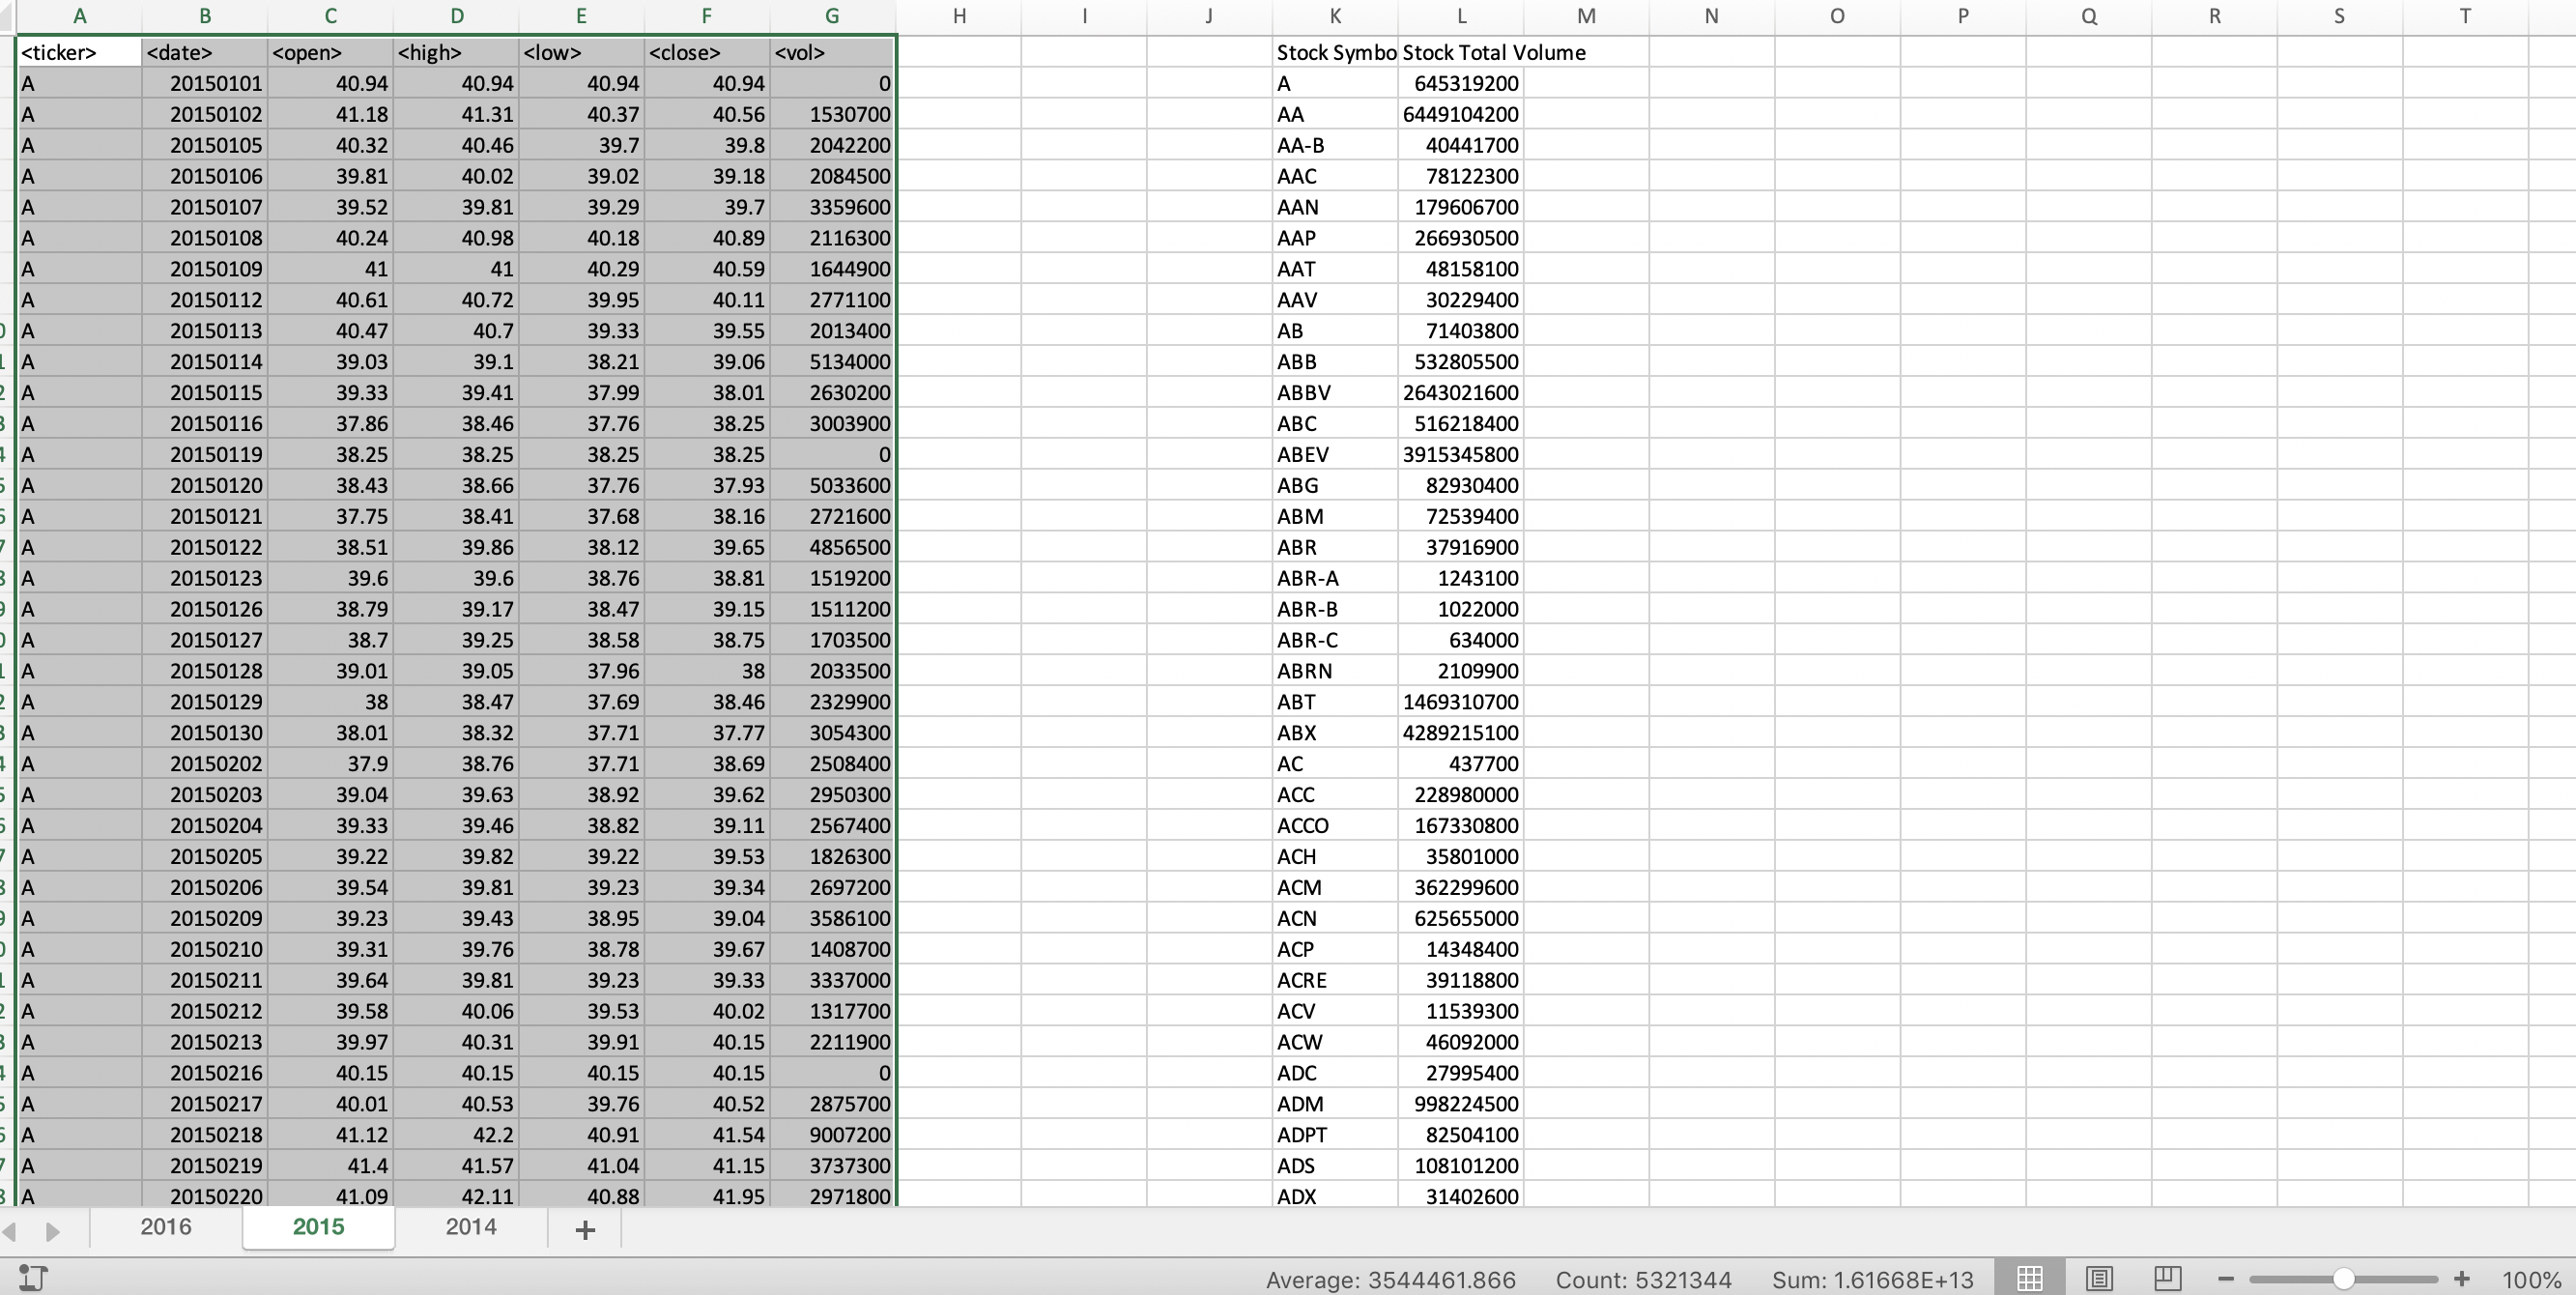 A B C D E F G H I J K L M N O P Q R S T
<ticker> <date> <open> <high> <low> <close> <vol> Stock Symbo Stock Total Volume
A 20150101 40.94 40.94 40.94 40.94 0 A 645319200
A 20150102 41.18 41.31 40.37 40.56 1530700 AA 6449104200
A 20150105 40.32 40.46 39.7 39.8 2042200 AA-B 40441700
A 20150106 39.81 40.02 39.02 39.18 2084500 AAC 78122300
A 20150107 39.52 39.81 39.29 39.7 3359600 AAN 179606700
A 20150108 40.24 40.98 40.18 40.89 2116300 AAP 266930500
A 20150109 41 41 40.29 40.59 1644900 AAT 48158100
A 20150112 40.61 40.72 39.95 40.11 2771100 AAV 30229400
A 20150113 40.47 40.7 39.33 39.55 2013400 AB 71403800
A 20150114 39.03 39.1 38.21 39.06 5134000 ABB 532805500
A 20150115 39.33 39.41 37.99 38.01 2630200 ABBV 2643021600
A 20150116 37.86 38.46 37.76 38.25 3003900 ABC 516218400
A 20150119 38.25 38.25 38.25 38.25 0 ABEV 3915345800
A 20150120 38.43 38.66 37.76 37.93 5033600 ABG 82930400
A 20150121 37.75 38.41 37.68 38.16 2721600 ABM 72539400
A 20150122 38.51 39.86 38.12 39.65 4856500 ABR 37916900
A 20150123 39.6 39.6 38.76 38.81 1519200 ABR-A 1243100
A 20150126 38.79 39.17 38.47 39.15 1511200 ABR-B 1022000
A 20150127 38.7 39.25 38.58 38.75 1703500 ABR-C 634000
A 20150128 39.01 39.05 37.96 38 2033500 ABRN 2109900
A 20150129 38 38.47 37.69 38.46 2329900 ABT 1469310700
A 20150130 38.01 38.32 37.71 37.77 3054300 ABX 4289215100
A 20150202 37.9 38.76 37.71 38.69 2508400 AC 437700
A 20150203 39.04 39.63 38.92 39.62 2950300 ACC 228980000
A 20150204 39.33 39.46 38.82 39.11 2567400 ACCO 167330800
A 20150205 39.22 39.82 39.22 39.53 1826300 ACH 35801000
A 20150206 39.54 39.81 39.23 39.34 2697200 ACM 362299600
A 20150209 39.23 39.43 38.95 39.04 3586100 ACN 625655000
A 20150210 39.31 39.76 38.78 39.67 1408700 ACP 14348400
A 20150211 39.64 39.81 39.23 39.33 3337000 ACRE 39118800
A 20150212 39.58 40.06 39.53 40.02 1317700 ACV 11539300
A 20150213 39.97 40.31 39.91 40.15 2211900 ACW 46092000
A 20150216 40.15 40.15 40.15 40.15 0 ADC 27995400
A 20150217 40.01 40.53 39.76 40.52 2875700 ADM 998224500
A 20150218 41.12 42.2 40.91 41.54 9007200 ADPT 82504100
A 20150219 41.4 41.57 41.04 41.15 3737300 ADS 108101200
A 20150220 41.09 42.11 40.88 41.95 2971800 ADX 31402600
2016 2015 2014 +
Average: 3544461.866 Count: 5321344 Sum: 1.61668E+13 100%